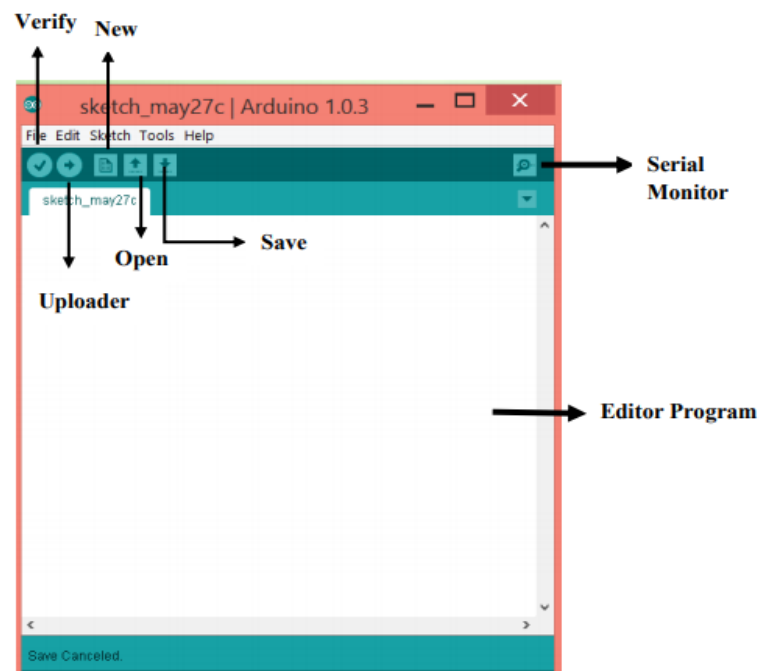 Verify
New
sketch_may27c | Arduino 1.0.3
File Edit Sketch Tools Help
Serial
Monitor
sketch_may27c
Save
Open
Uploader
Editor Program
Save Canceled.